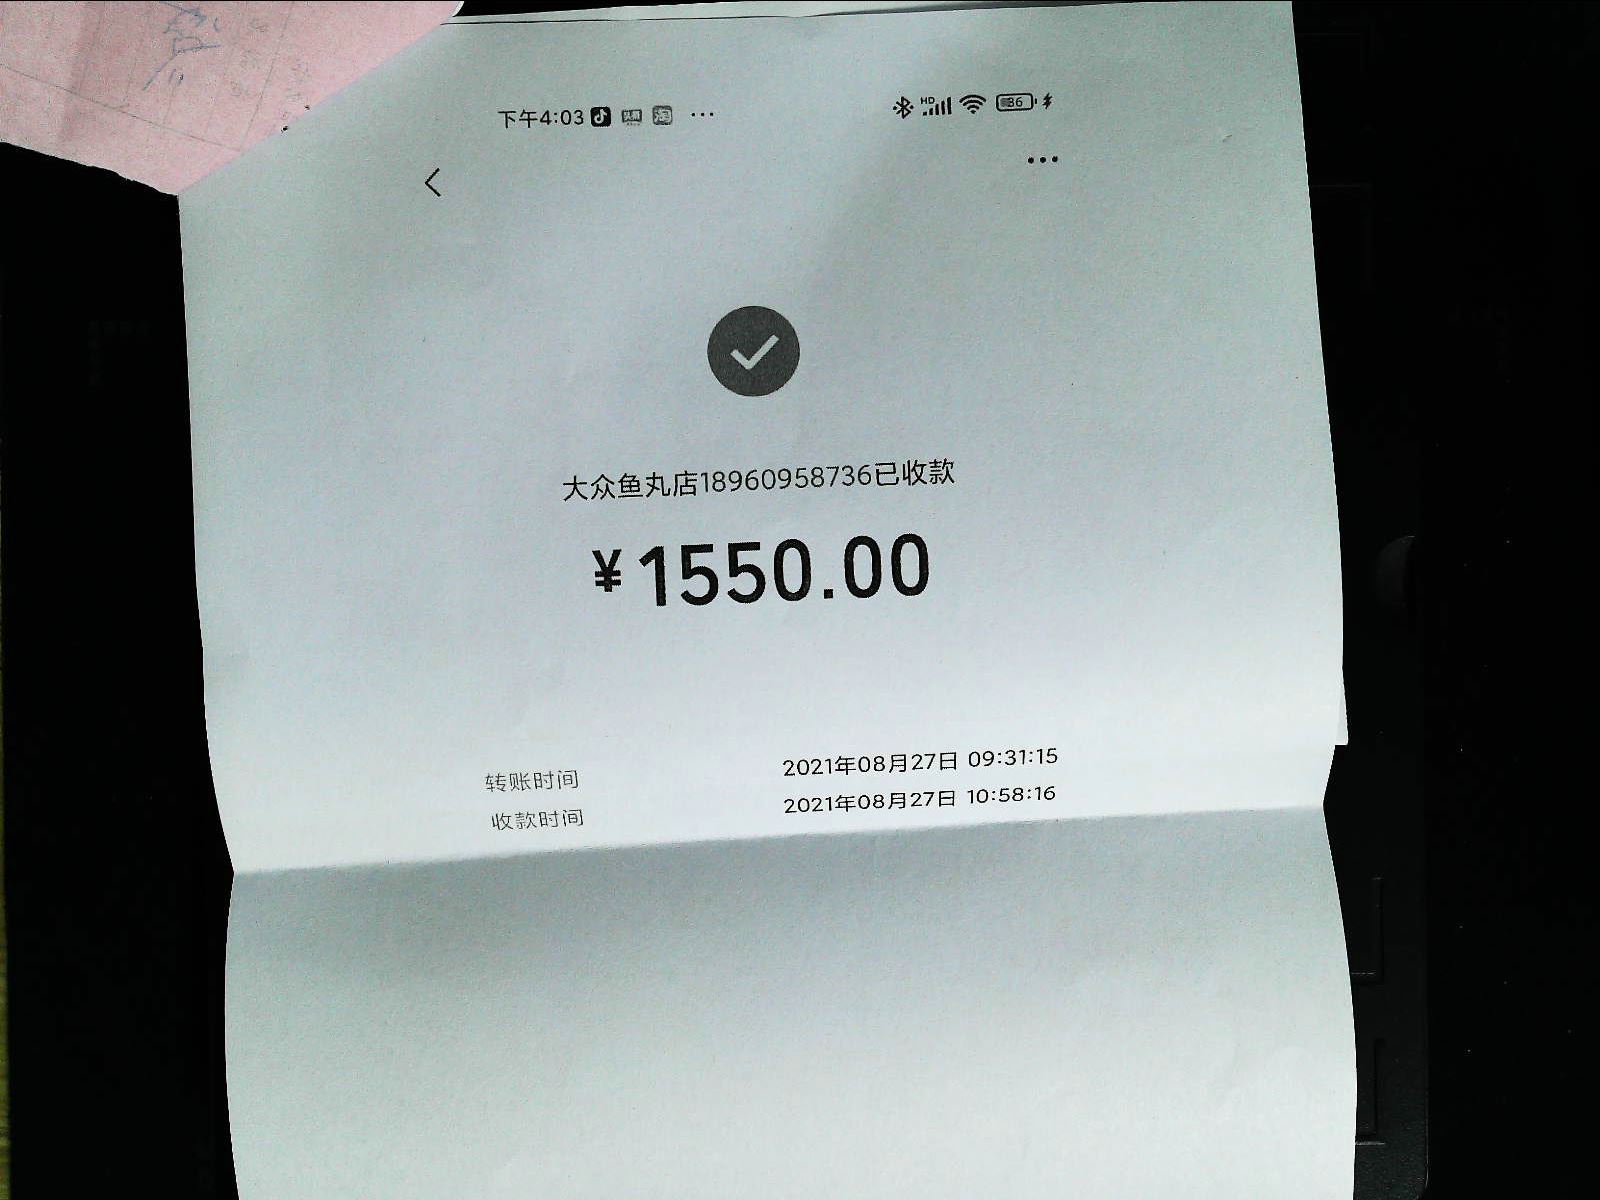 下午4:03 ...
HD 86
...
大众鱼丸店18960958736已收款
¥1550.00
转账时间 2021年08月27日 09:31:15
收款时间 2021年08月27日 10:58:16